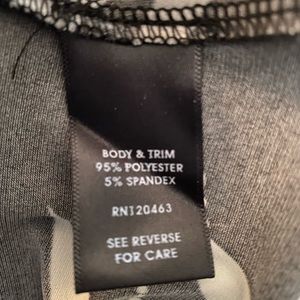 BODY & TRIM
95% POLYESTER
5% SPANDEX
RN120463
SEE REVERSE
FOR CARE